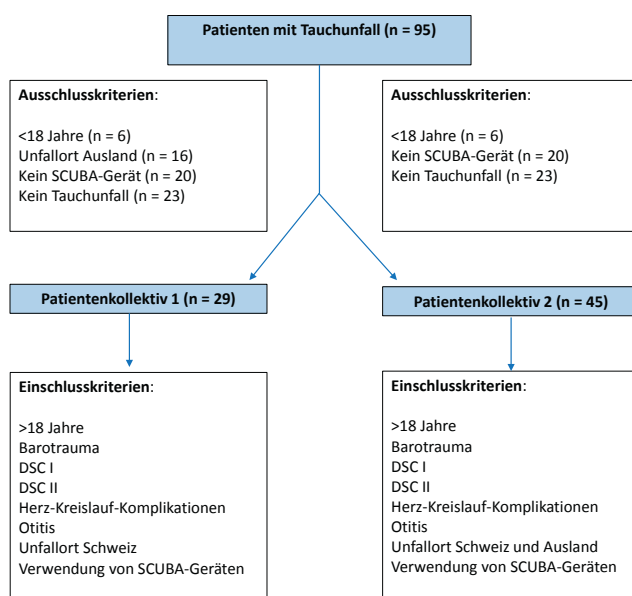 Patienten mit Tauchunfall (n = 95)
Ausschlusskriterien:
<18 Jahre (n = 6)
Unfallort Ausland (n = 16)
Kein SCUBA-Gerät (n = 20)
Kein Tauchunfall (n = 23)
Ausschlusskriterien:
<18 Jahre (n = 6)
Kein SCUBA-Gerät (n = 20)
Kein Tauchunfall (n = 23)
Patientenkollektiv 1 (n = 29)
Patientenkollektiv 2 (n = 45)
Einschlusskriterien:
>18 Jahre
Barotrauma
DSC I
DSC II
Herz-Kreislauf-Komplikationen
Otitis
Unfallort Schweiz
Verwendung von SCUBA-Geräten
Einschlusskriterien:
>18 Jahre
Barotrauma
DSC I
DSC II
Herz-Kreislauf-Komplikationen
Otitis
Unfallort Schweiz und Ausland
Verwendung von SCUBA-Geräten